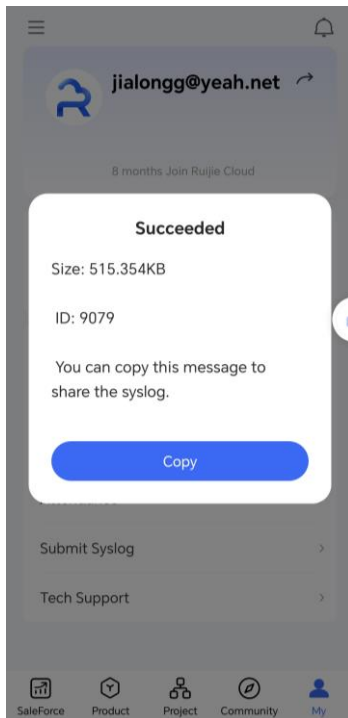 jialongg@yeah.net
8 months Join Ruijie Cloud
Succeeded
Size: 515.354KB
ID: 9079
You can copy this message to
share the syslog.
Copy
Submit Syslog
Tech Support
SaleForce
Product
Project
Community
My